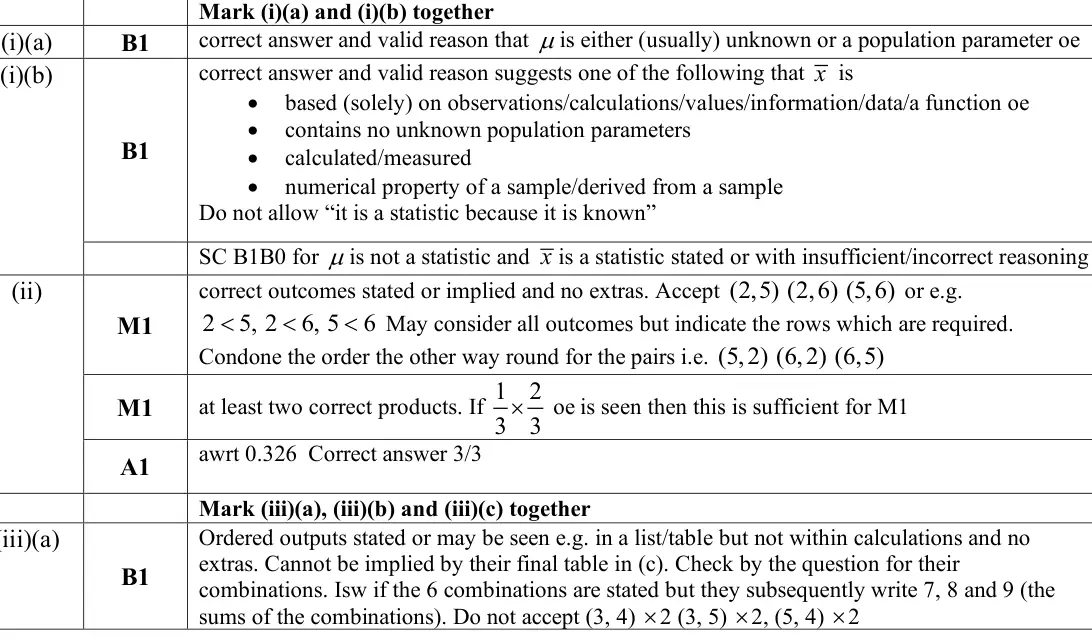 Mark (i)(a) and (i)(b) together
(i)(a) B1 correct answer and valid reason that μ is either (usually) unknown or a population parameter oe
(i)(b) B1 correct answer and valid reason suggests one of the following that x̄ is
• based (solely) on observations/calculations/values/information/data/a function oe
• contains no unknown population parameters
• calculated/measured
• numerical property of a sample/derived from a sample
Do not allow “it is a statistic because it is known”
SC B1B0 for μ is not a statistic and x̄ is a statistic stated or with insufficient/incorrect reasoning
(ii) M1 correct outcomes stated or implied and no extras. Accept (2,5) (2,6) (5,6) or e.g.
2 < 5, 2 < 6, 5 < 6 May consider all outcomes but indicate the rows which are required.
Condone the order the other way round for the pairs i.e. (5,2) (6,2) (6,5)
M1 at least two correct products. If 1/3 × 2/3 oe is seen then this is sufficient for M1
A1 awrt 0.326 Correct answer 3/3
Mark (iii)(a), (iii)(b) and (iii)(c) together
(iii)(a) B1 Ordered outputs stated or may be seen e.g. in a list/table but not within calculations and no
extras. Cannot be implied by their final table in (c). Check by the question for their
combinations. Isw if the 6 combinations are stated but they subsequently write 7, 8 and 9 (the
sums of the combinations). Do not accept (3, 4) ×2 (3, 5) ×2, (5, 4) ×2